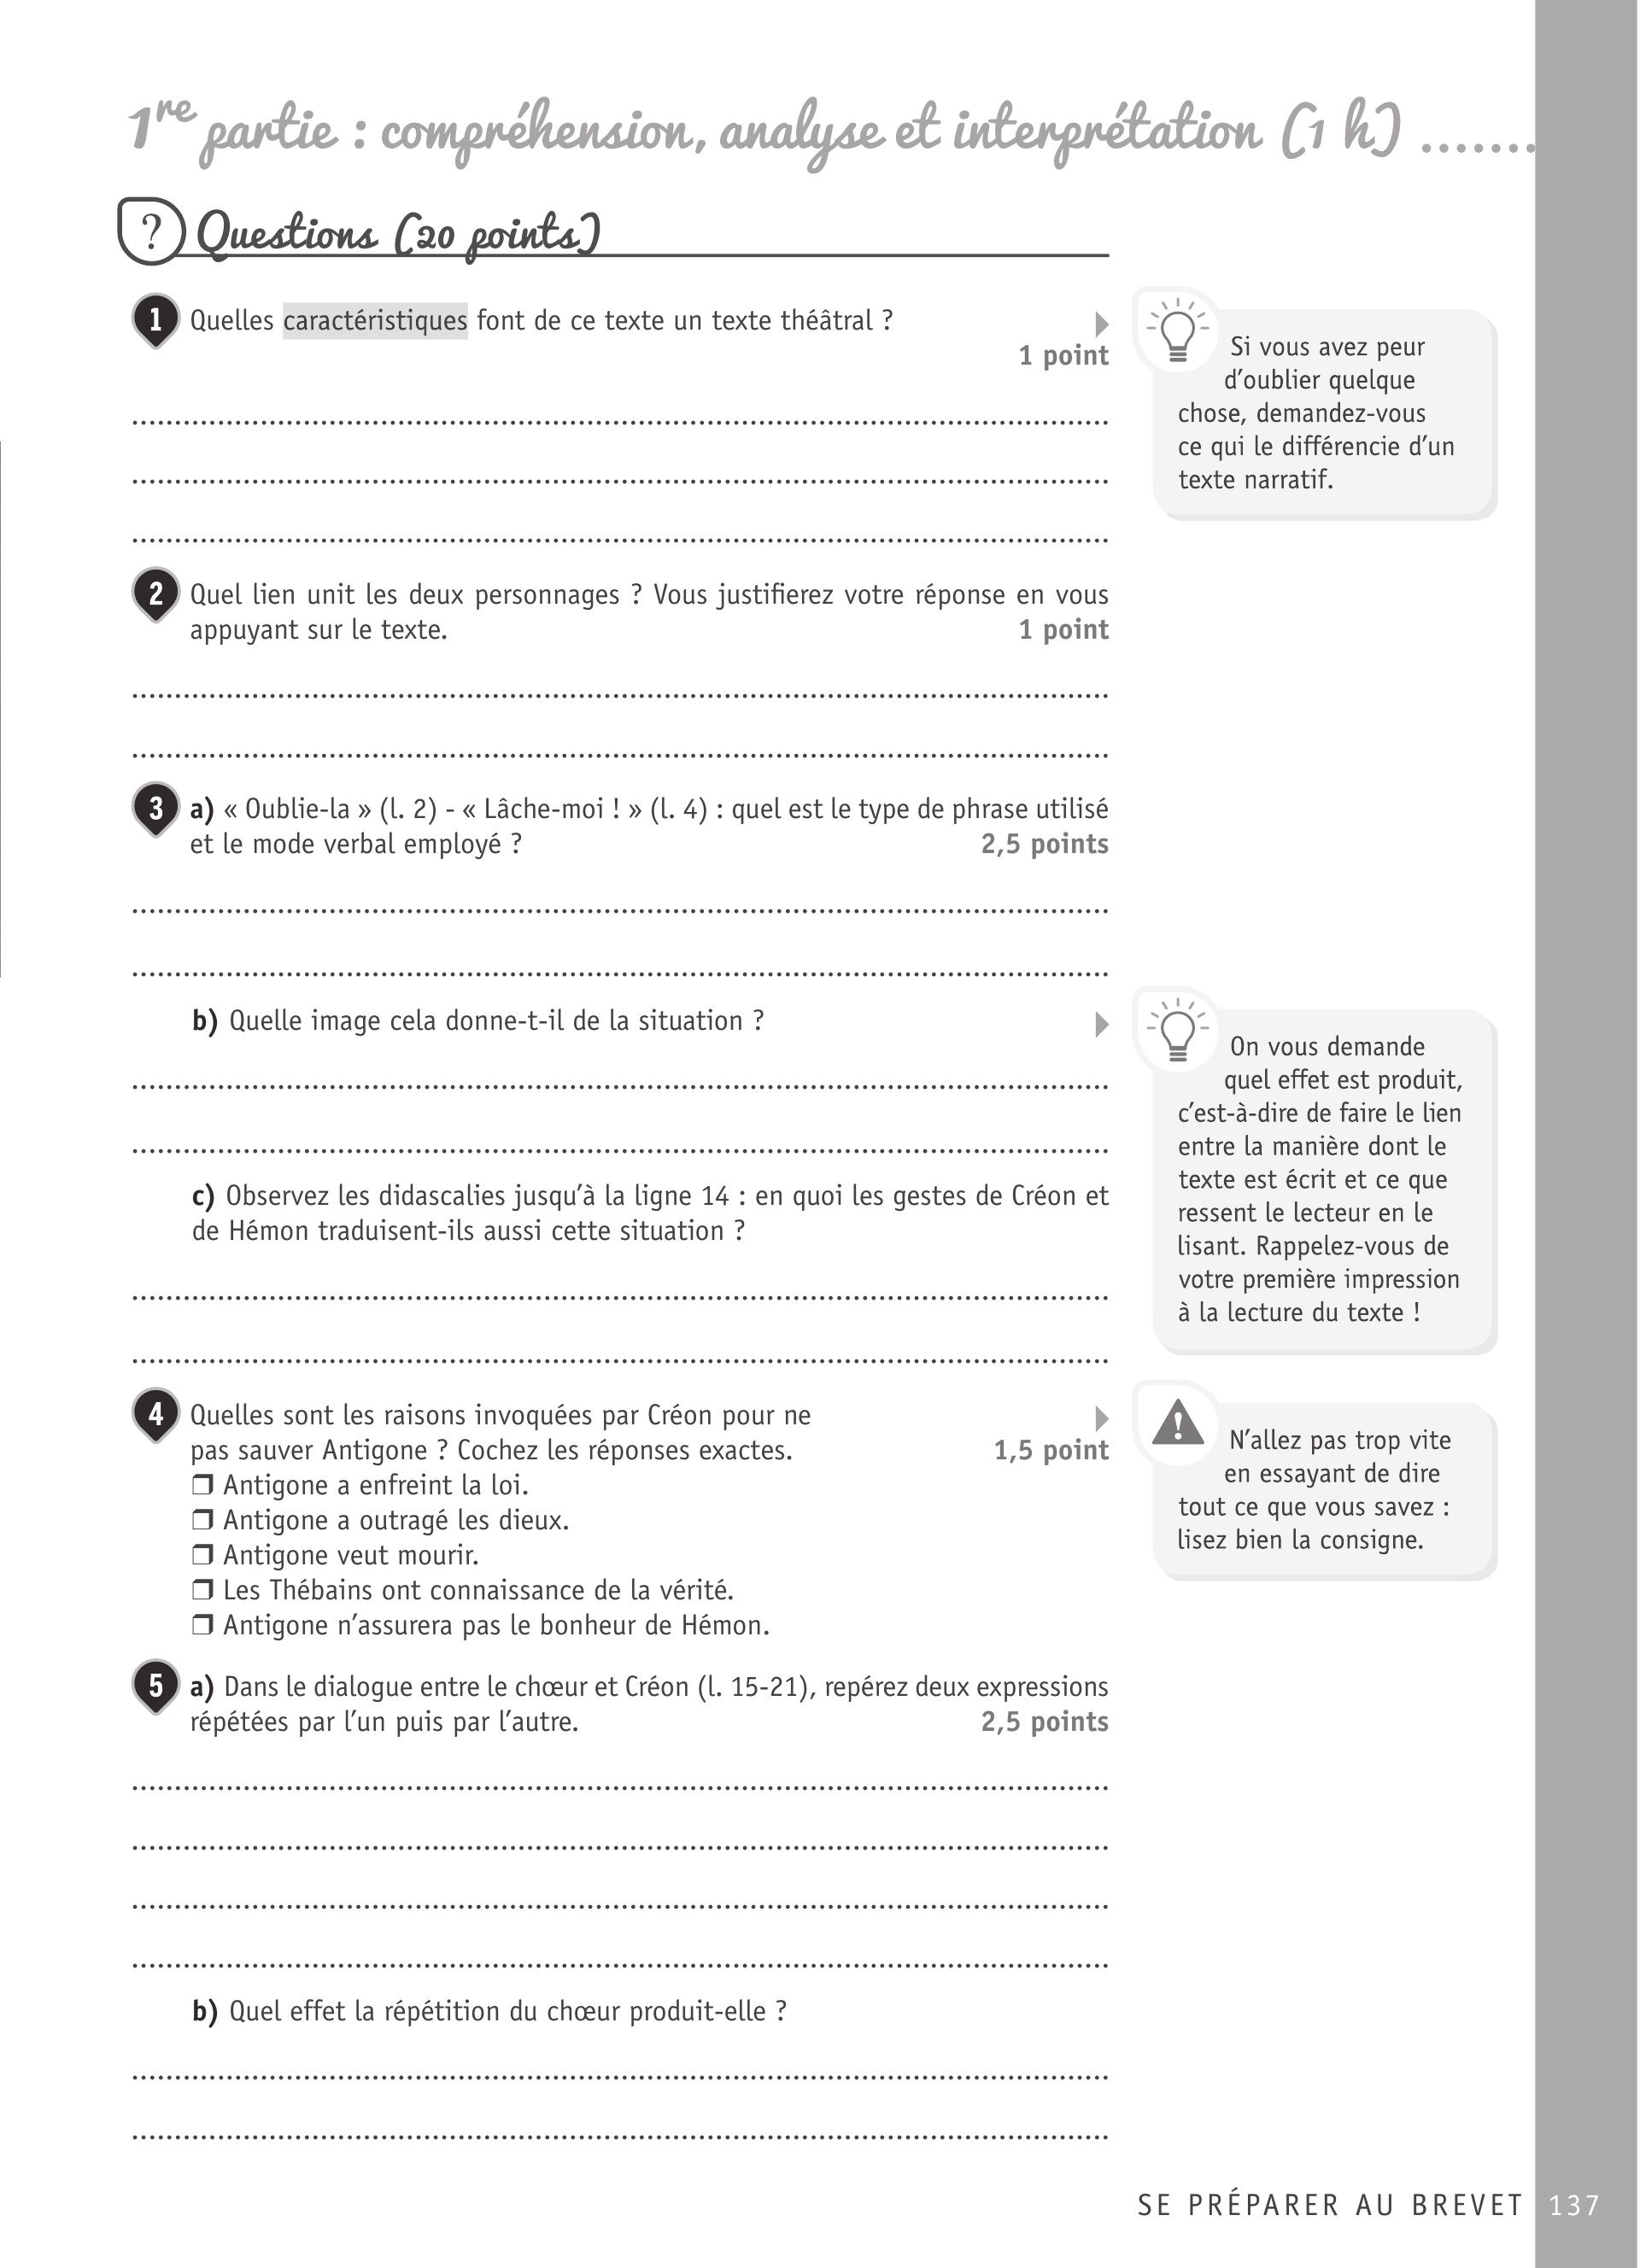 1re partie : compréhension, analyse et interprétation (1 h) .......
? Questions (20 points)
1 Quelles caractéristiques font de ce texte un texte théâtral ?
1 point
Si vous avez peur
d'oublier quelque
chose, demandez-vous
ce qui le différencie d'un
texte narratif.
2 Quel lien unit les deux personnages ? Vous justifierez votre réponse en vous
appuyant sur le texte. 1 point
3 a) « Oublie-la » (l. 2) - « Lâche-moi ! » (l. 4) : quel est le type de phrase utilisé
et le mode verbal employé ? 2,5 points
b) Quelle image cela donne-t-il de la situation ?
On vous demande
quel effet est produit,
c'est-à-dire de faire le lien
entre la manière dont le
texte est écrit et ce que
ressent le lecteur en le
lisant. Rappelez-vous de
votre première impression
à la lecture du texte !
c) Observez les didascalies jusqu'à la ligne 14 : en quoi les gestes de Créon et
de Hémon traduisent-ils aussi cette situation ?
4 Quelles sont les raisons invoquées par Créon pour ne
pas sauver Antigone ? Cochez les réponses exactes. 1,5 point
❒ Antigone a enfreint la loi.
❒ Antigone a outragé les dieux.
❒ Antigone veut mourir.
❒ Les Thébains ont connaissance de la vérité.
❒ Antigone n'assurera pas le bonheur de Hémon.
N'allez pas trop vite
en essayant de dire
tout ce que vous savez :
lisez bien la consigne.
5 a) Dans le dialogue entre le chœur et Créon (l. 15-21), repérez deux expressions
répétées par l'un puis par l'autre. 2,5 points
b) Quel effet la répétition du chœur produit-elle ?
SE PRÉPARER AU BREVET 137